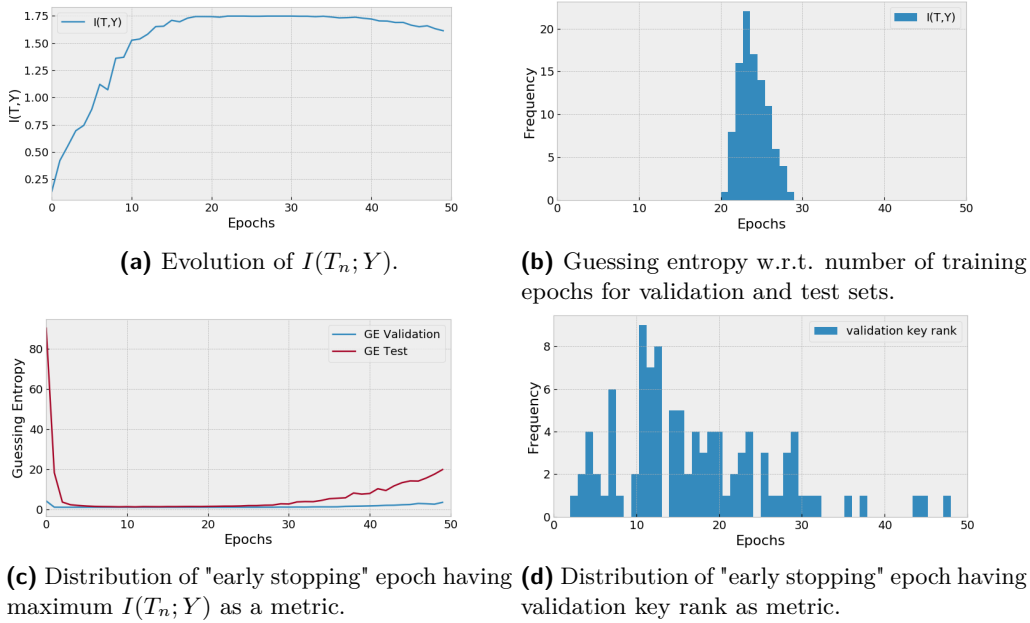 1.75
1.50
1.25
1.00
0.75
0.50
0.25
I(T,Y)
I(T,Y)
0 10 20 30 40 50
Epochs
(a) Evolution of I(Tₙ; Y).
20
15
10
5
0
Frequency
I(T,Y)
0 10 20 30 40 50
Epochs
(b) Guessing entropy w.r.t. number of training
epochs for validation and test sets.
80
60
40
20
0
Guessing Entropy
GE Validation
GE Test
0 10 20 30 40 50
Epochs
(c) Distribution of "early stopping" epoch having
maximum I(Tₙ; Y) as a metric.
8
6
4
2
0
Frequency
validation key rank
0 10 20 30 40 50
Epochs
(d) Distribution of "early stopping" epoch having
validation key rank as metric.